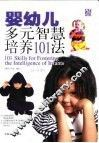 婴幼儿
多元智慧
培养101法
101 Skills for Fostering
the Intelligence of Infants